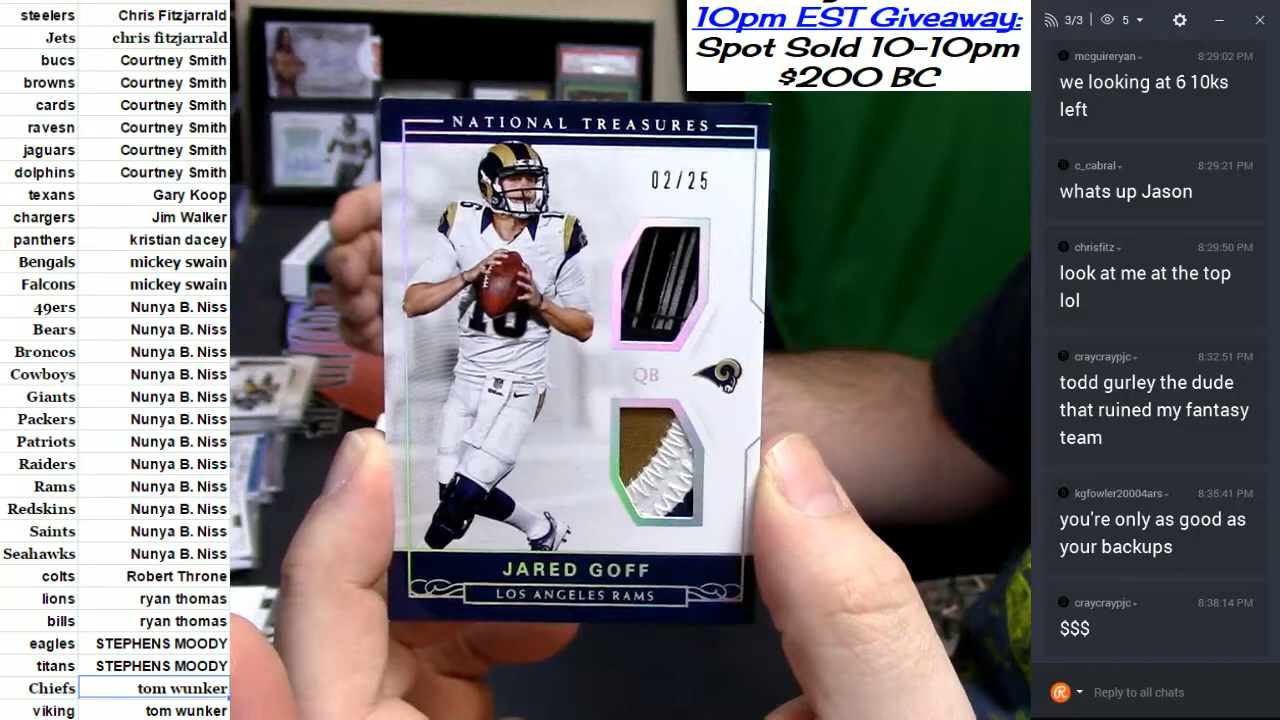 steelers Chris Fitzjarrald
Jets chris fitzjarrald
bucs Courtney Smith
browns Courtney Smith
cards Courtney Smith
ravesn Courtney Smith
jaguars Courtney Smith
dolphins Courtney Smith
texans Gary Koop
chargers Jim Walker
panthers kristian dacey
Bengals mickey swain
Falcons mickey swain
49ers Nunya B. Niss
Bears Nunya B. Niss
Broncos Nunya B. Niss
Cowboys Nunya B. Niss
Giants Nunya B. Niss
Packers Nunya B. Niss
Patriots Nunya B. Niss
Raiders Nunya B. Niss
Rams Nunya B. Niss
Redskins Nunya B. Niss
Saints Nunya B. Niss
Seahawks Nunya B. Niss
colts Robert Throne
lions ryan thomas
bills ryan thomas
eagles STEPHENS MOODY
titans STEPHENS MOODY
Chiefs tom wunker
viking tom wunker
10pm EST Giveaway:
Spot Sold 10-10pm
$200 BC
NATIONAL TREASURES
02/25
16
QB
JARED GOFF
LOS ANGELES RAMS
3/3 5
mcguireryan 8:29:02 PM
we looking at 6 10ks
left
c_cabral 8:29:21 PM
whats up Jason
chrisfitz 8:29:50 PM
look at me at the top
lol
craycraypjc 8:32:51 PM
todd gurley the dude
that ruined my fantasy
team
kgfowler20004ars 8:35:41 PM
you're only as good as
your backups
craycraypjc 8:38:14 PM
$$$
Reply to all chats